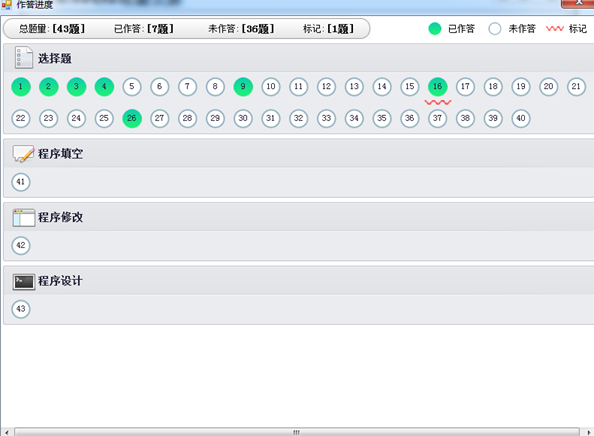 作答进度
总题量:[43题] 已作答:[7题] 未作答:[36题] 标记:[1题] 已作答 未作答 标记
选择题
1 2 3 4 5 6 7 8 9 10 11 12 13 14 15 16 17 18 19 20 21
22 23 24 25 26 27 28 29 30 31 32 33 34 35 36 37 38 39 40
程序填空
41
程序修改
42
程序设计
43